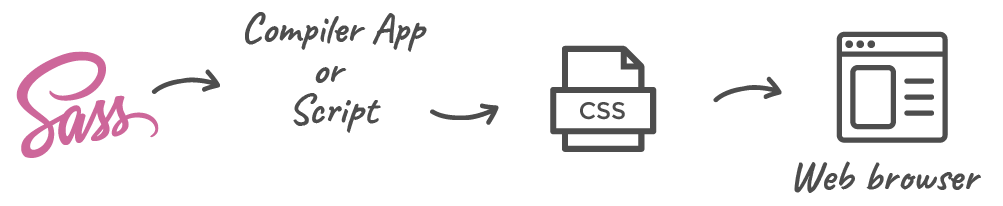 Sass
Compiler App
or
Script
CSS
Web browser